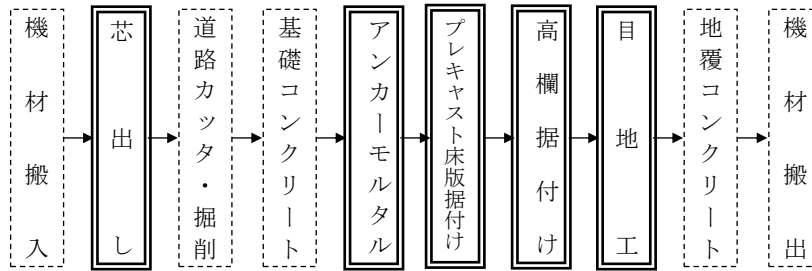 機材搬入
芯出し
道路カッタ・掘削
基礎コンクリート
アンカーモルタル
プレキャスト床版据付け
高欄据付け
目地工
地覆コンクリート
機材搬出